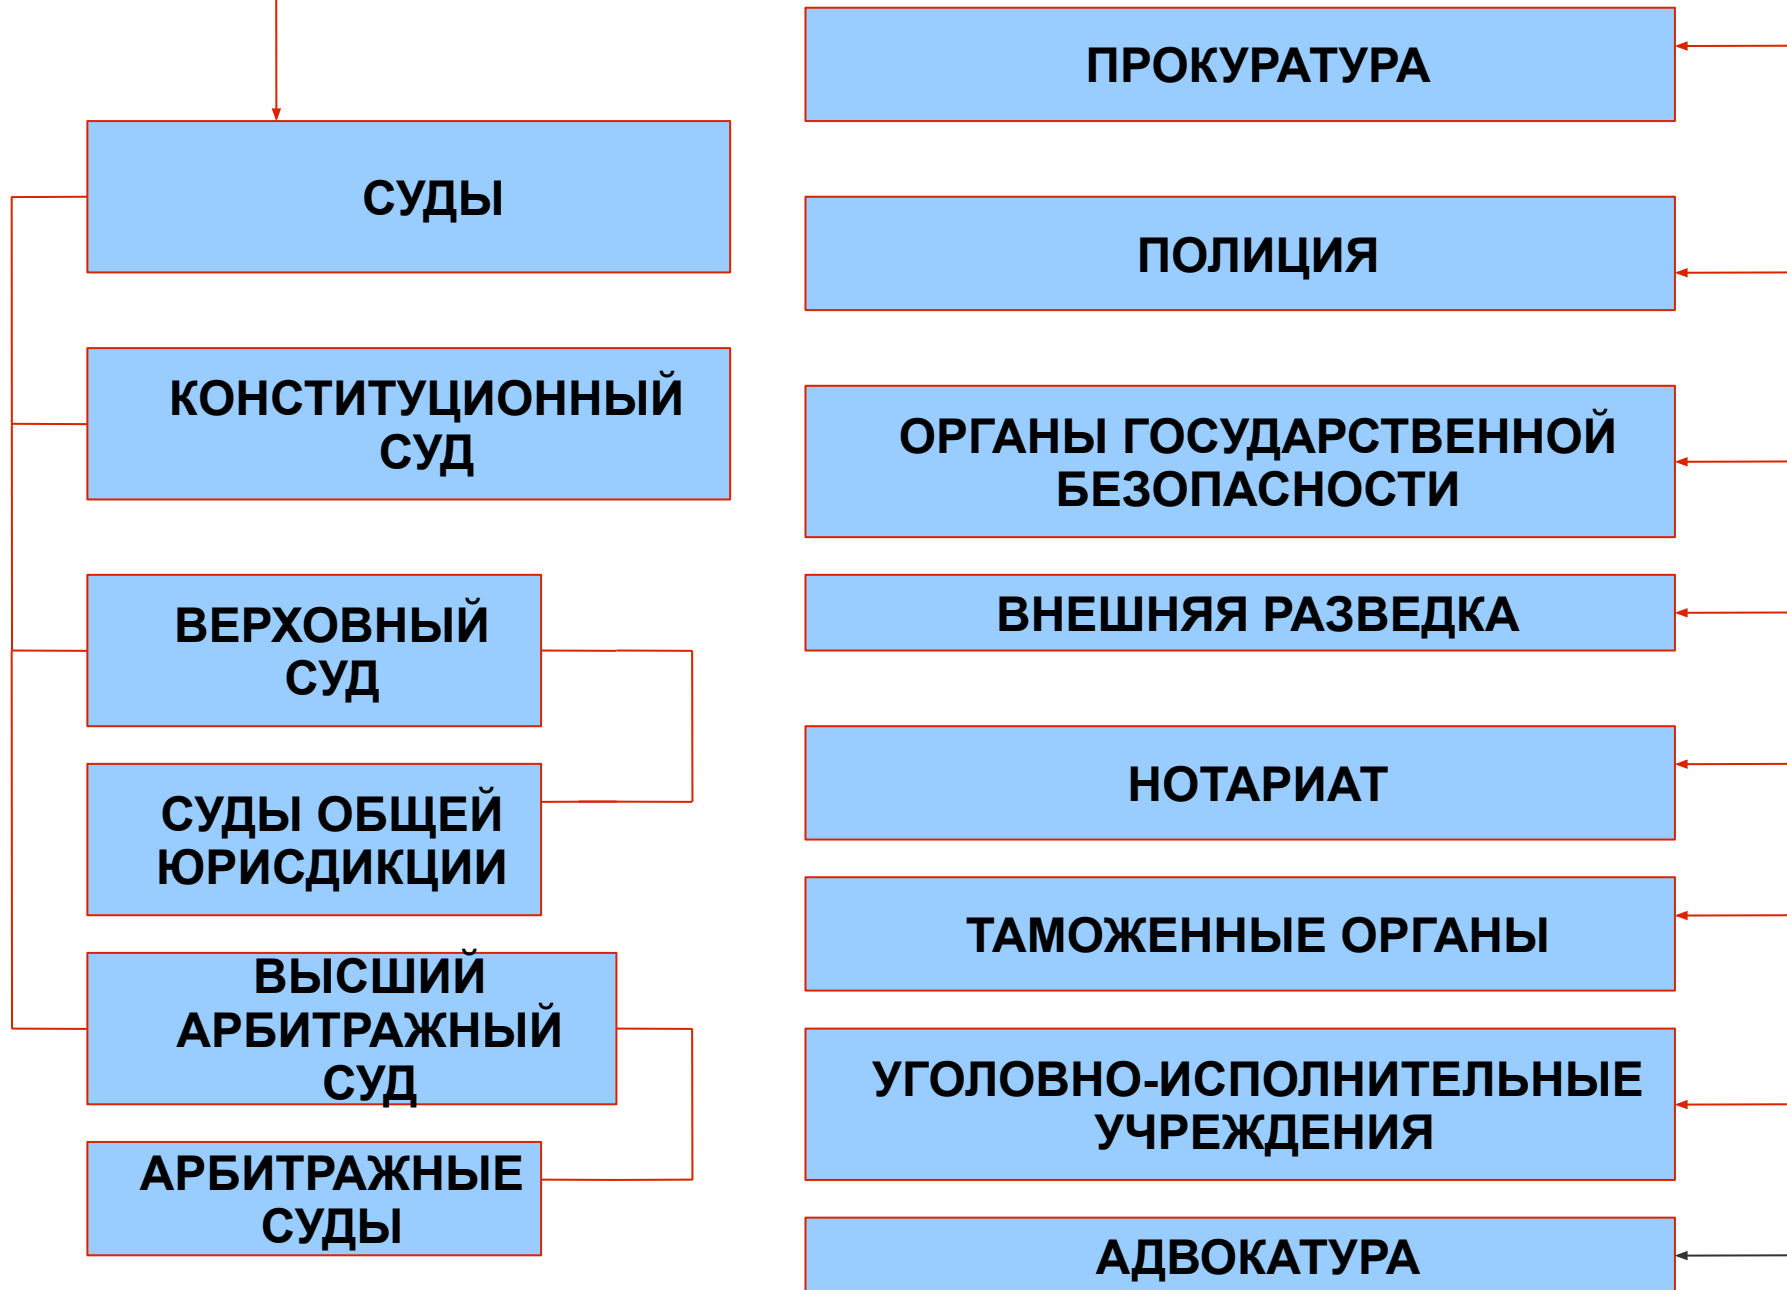 СУДЫ
КОНСТИТУЦИОННЫЙ
СУД
ВЕРХОВНЫЙ
СУД
СУДЫ ОБЩЕЙ
ЮРИСДИКЦИИ
ВЫСШИЙ
АРБИТРАЖНЫЙ
СУД
АРБИТРАЖНЫЕ
СУДЫ
ПРОКУРАТУРА
ПОЛИЦИЯ
ОРГАНЫ ГОСУДАРСТВЕННОЙ
БЕЗОПАСНОСТИ
ВНЕШНЯЯ РАЗВЕДКА
НОТАРИАТ
ТАМОЖЕННЫЕ ОРГАНЫ
УГОЛОВНО-ИСПОЛНИТЕЛЬНЫЕ
УЧРЕЖДЕНИЯ
АДВОКАТУРА